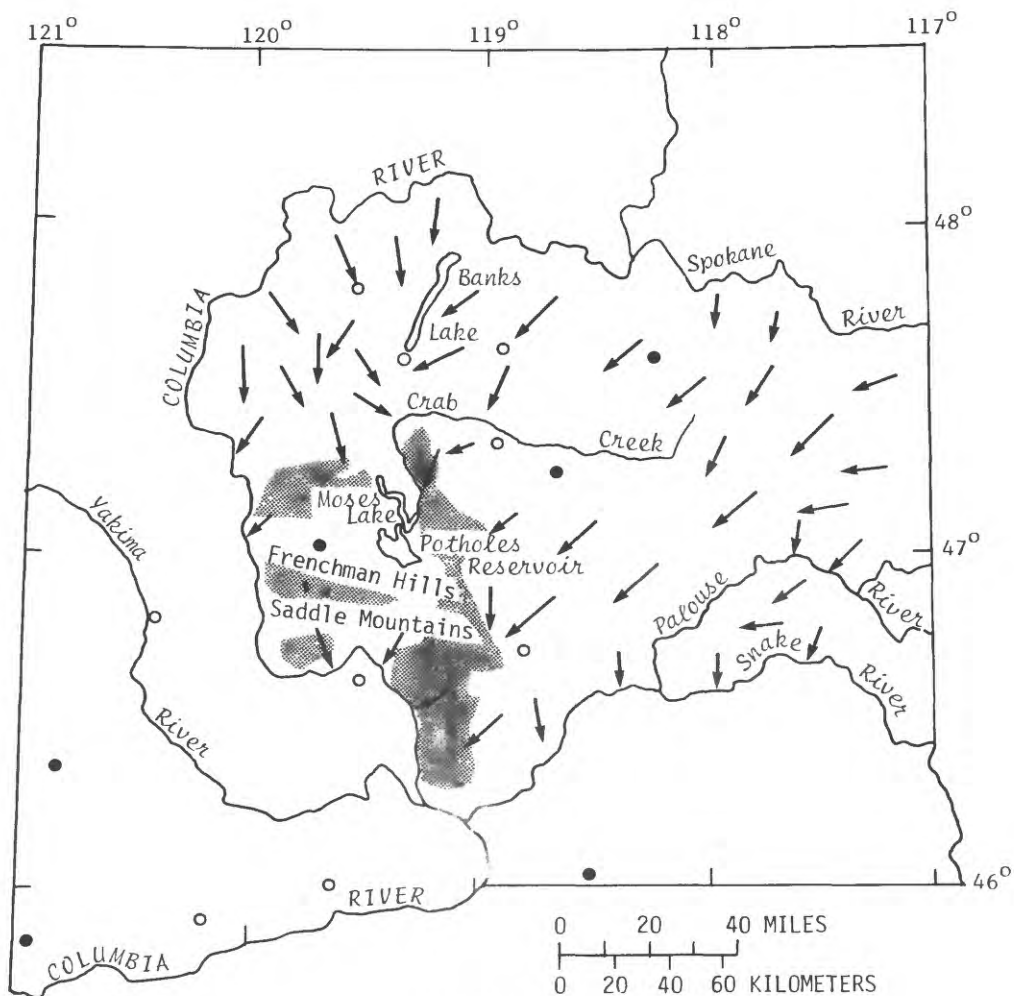 121° 120° 119° 118° 117°
RIVER
48°
Spokane
Banks
COLUMBIA
River
Lake
Crab
Creek
Yakima
Moses
Lake
Potholes
47°
Reservoir
Frenchman Hills
Palouse
River
Saddle Mountains
Snake
River
River
46°
RIVER
0 20 40 MILES
COLUMBIA
0 20 40 60 KILOMETERS